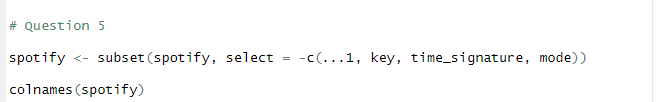 # Question 5
spotify <- subset(spotify, select = -c(...1, key, time_signature, mode))
colnames(spotify)